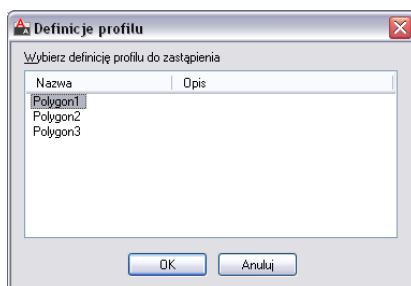 Definicje profilu
Wybierz definicję profilu do zastąpienia
Nazwa Opis
Polygon1
Polygon2
Polygon3
OK Anuluj